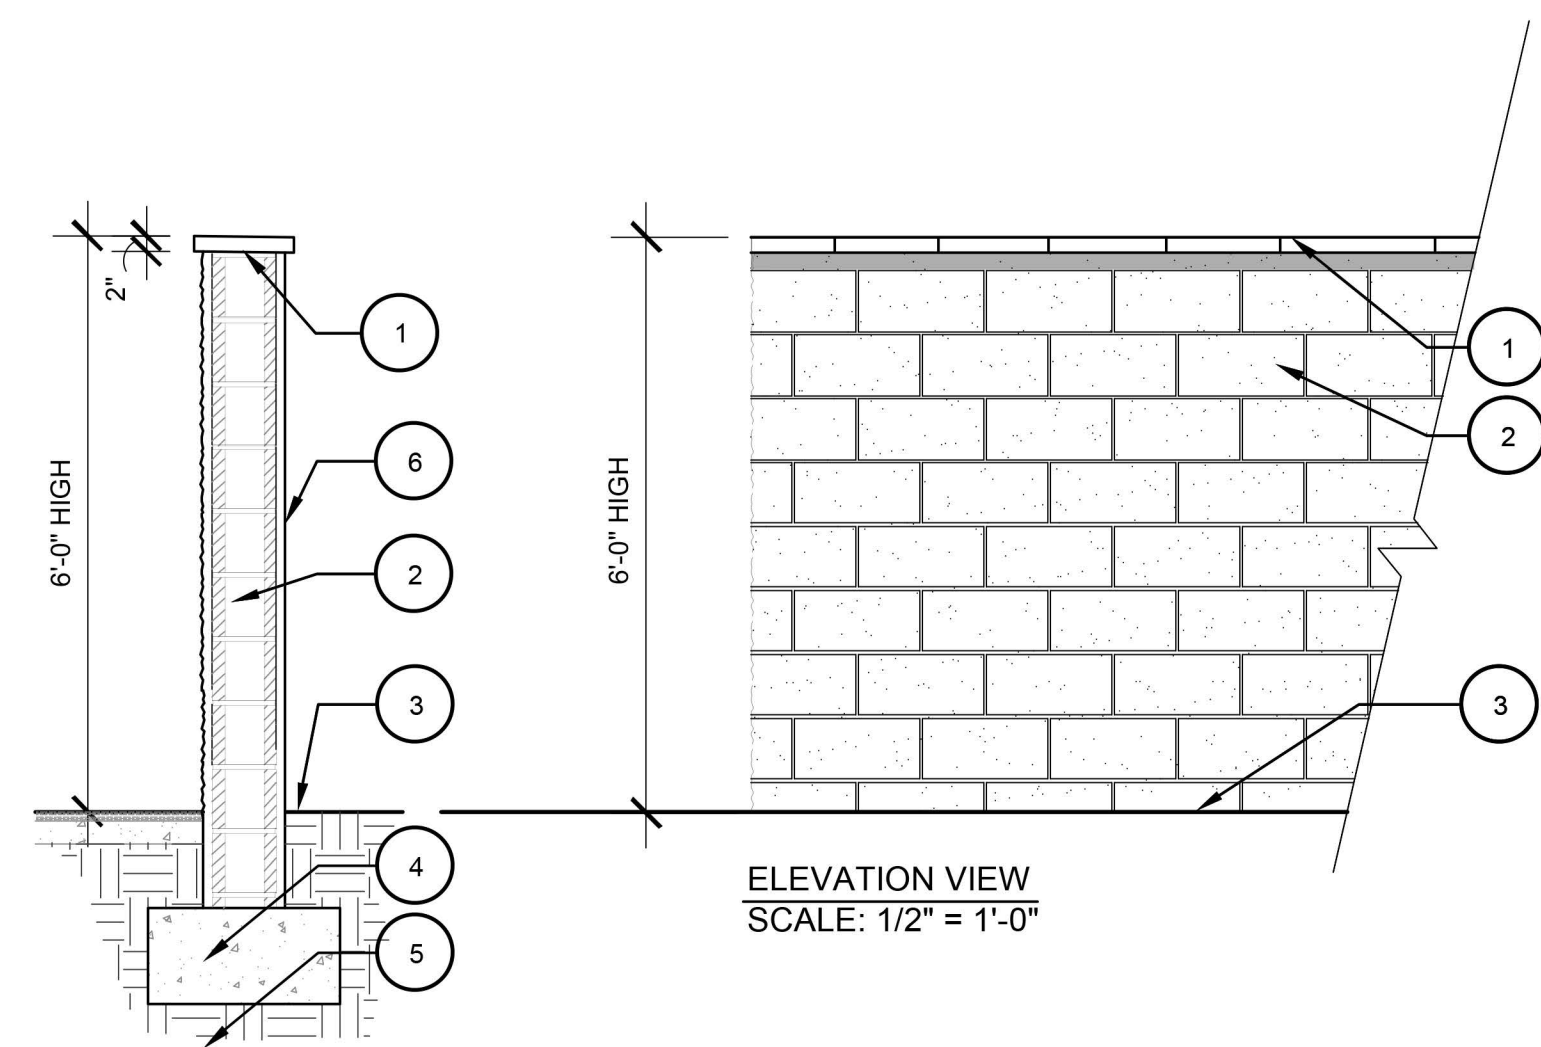 2"
6'-0" HIGH
1
6
2
3
4
5
6'-0" HIGH
1
2
3
ELEVATION VIEW
SCALE: 1/2" = 1'-0"